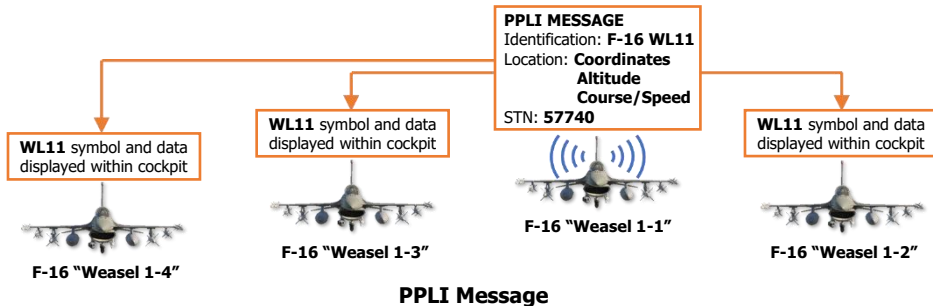 PPLI MESSAGE
Identification: F-16 WL11
Location: Coordinates
Altitude
Course/Speed
STN: 57740
WL11 symbol and data
displayed within cockpit
WL11 symbol and data
displayed within cockpit
WL11 symbol and data
displayed within cockpit
F-16 “Weasel 1-4”
F-16 “Weasel 1-3”
F-16 “Weasel 1-1”
F-16 “Weasel 1-2”
PPLI Message